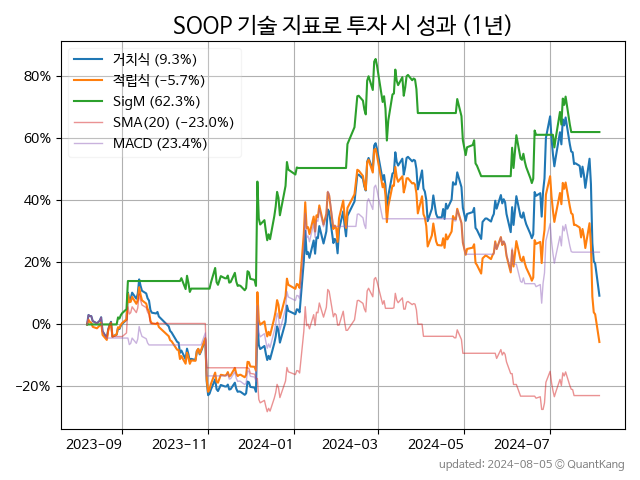 SOOP 기술 지표로 투자 시 성과 (1년)
거치식 (9.3%)
적립식 (−5.7%)
SigM (62.3%)
SMA(20) (−23.0%)
MACD (23.4%)
80%
60%
40%
20%
0%
−20%
2023-09 2023-11 2024-01 2024-03 2024-05 2024-07
updated: 2024-08-05 © QuantKang